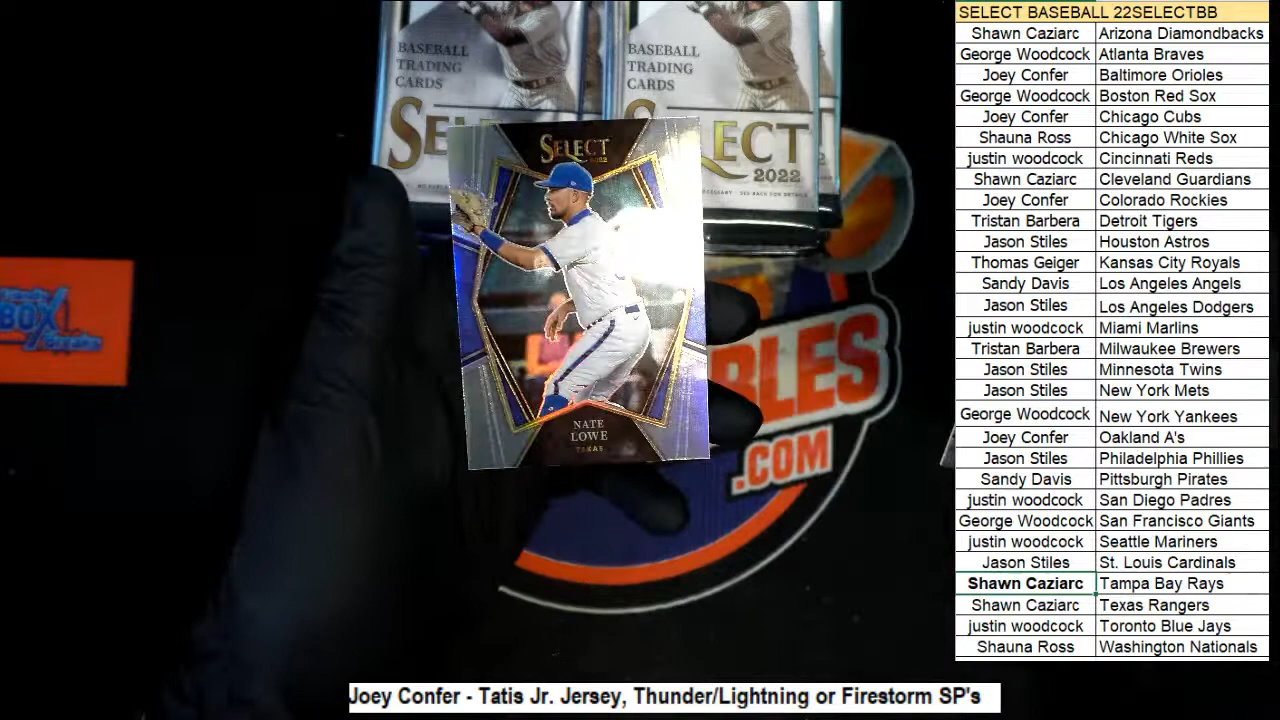 BASEBALL
TRADING
CARDS
SELECT
BASEBALL
TRADING
CARDS
SELECT
2022
SELECT
2022
NATE
LOWE
TEXAS
BOX
BLES
.COM
SELECT BASEBALL 22SELECTBB
Shawn Caziarc Arizona Diamondbacks
George Woodcock Atlanta Braves
Joey Confer Baltimore Orioles
George Woodcock Boston Red Sox
Joey Confer Chicago Cubs
Shauna Ross Chicago White Sox
justin woodcock Cincinnati Reds
Shawn Caziarc Cleveland Guardians
Joey Confer Colorado Rockies
Tristan Barbera Detroit Tigers
Jason Stiles Houston Astros
Thomas Geiger Kansas City Royals
Sandy Davis Los Angeles Angels
Jason Stiles Los Angeles Dodgers
justin woodcock Miami Marlins
Tristan Barbera Milwaukee Brewers
Jason Stiles Minnesota Twins
Jason Stiles New York Mets
George Woodcock New York Yankees
Joey Confer Oakland A's
Jason Stiles Philadelphia Phillies
Sandy Davis Pittsburgh Pirates
justin woodcock San Diego Padres
George Woodcock San Francisco Giants
justin woodcock Seattle Mariners
Jason Stiles St. Louis Cardinals
Shawn Caziarc Tampa Bay Rays
Shawn Caziarc Texas Rangers
justin woodcock Toronto Blue Jays
Shauna Ross Washington Nationals
Joey Confer - Tatis Jr. Jersey, Thunder/Lightning or Firestorm SP's